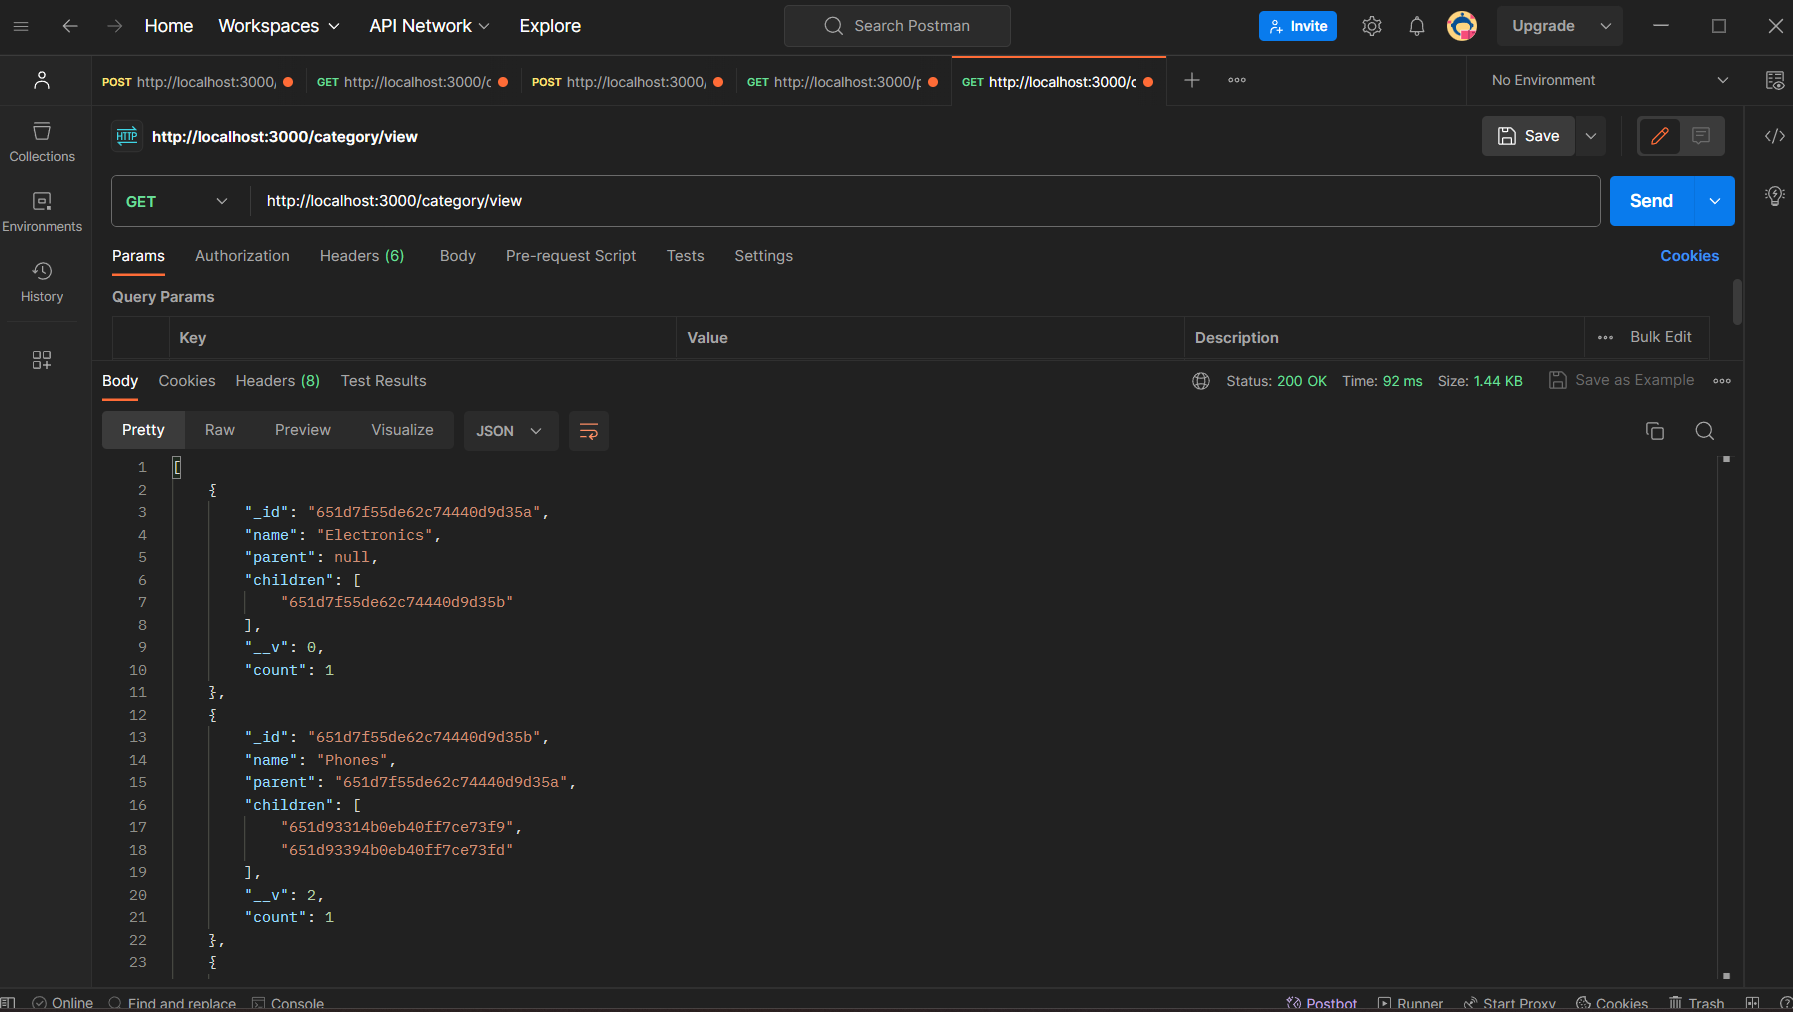 Home Workspaces API Network Explore Search Postman Invite Upgrade
POST http://localhost:3000, GET http://localhost:3000/c POST http://localhost:3000, GET http://localhost:3000/p GET http://localhost:3000/c No Environment
HTTP http://localhost:3000/category/view Save
Collections
Environments
History
GET http://localhost:3000/category/view Send
Params Authorization Headers (6) Body Pre-request Script Tests Settings Cookies
Query Params
Key Value Description Bulk Edit
Body Cookies Headers (8) Test Results Status: 200 OK Time: 92 ms Size: 1.44 KB Save as Example
Pretty Raw Preview Visualize JSON
1 [
2 {
3 "_id": "651d7f55de62c74440d9d35a",
4 "name": "Electronics",
5 "parent": null,
6 "children": [
7 "651d7f55de62c74440d9d35b"
8 ],
9 "__v": 0,
10 "count": 1
11 },
12 {
13 "_id": "651d7f55de62c74440d9d35b",
14 "name": "Phones",
15 "parent": "651d7f55de62c74440d9d35a",
16 "children": [
17 "651d93314b0eb40ff7ce73f9",
18 "651d93394b0eb40ff7ce73fd"
19 ],
20 "__v": 2,
21 "count": 1
22 },
23 {
Online Find and replace Console Postbot Runner Start Proxy Cookies Trash